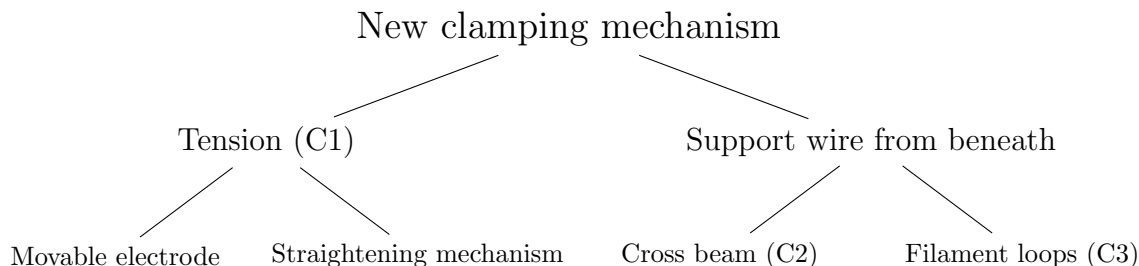 New clamping mechanism
Tension (C1)
Support wire from beneath
Movable electrode
Straightening mechanism
Cross beam (C2)
Filament loops (C3)